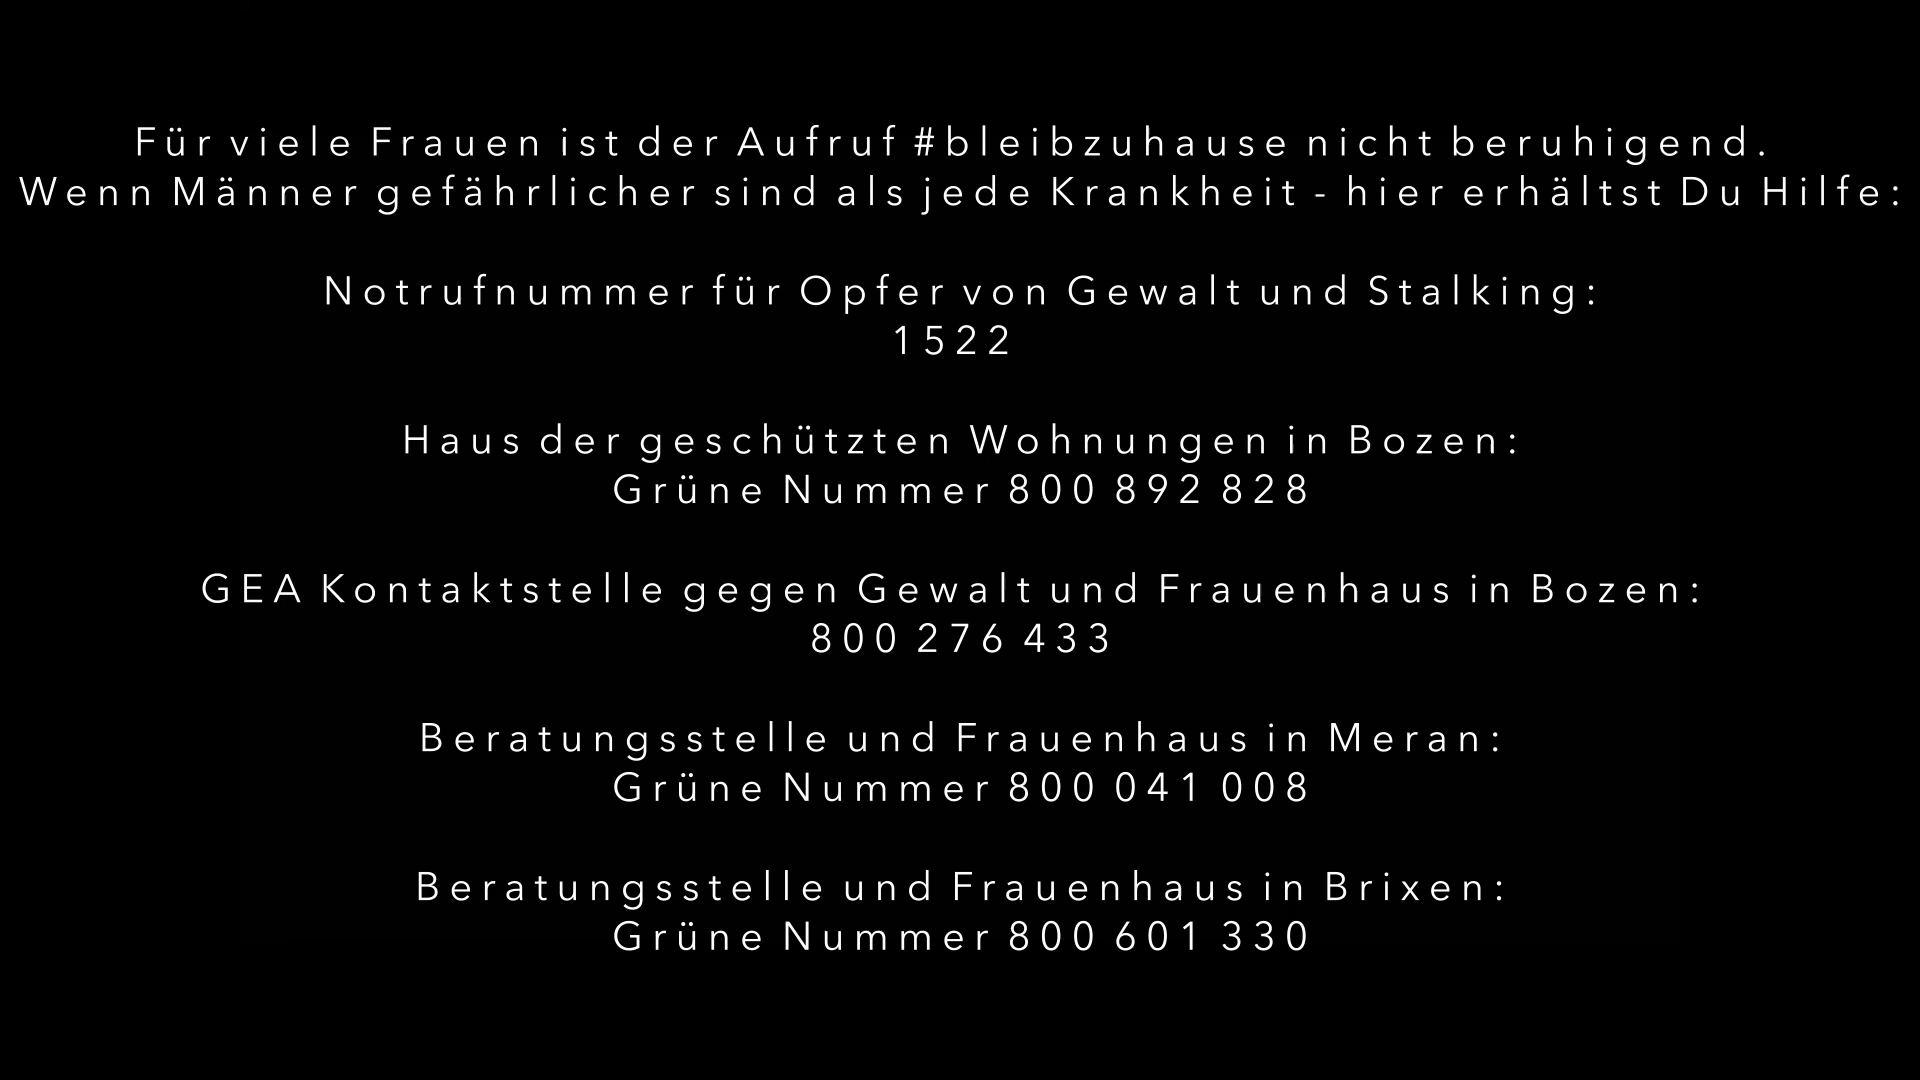 Für viele Frauen ist der Aufruf #bleibzuhause nicht beruhigend.
Wenn Männer gefährlicher sind als jede Krankheit - hier erhältst Du Hilfe:
Notrufnummer für Opfer von Gewalt und Stalking:
1522
Haus der geschützten Wohnungen in Bozen:
Grüne Nummer 800 892 828
GEA Kontaktstelle gegen Gewalt und Frauenhaus in Bozen:
800 276 433
Beratungsstelle und Frauenhaus in Meran:
Grüne Nummer 800 041 008
Beratungsstelle und Frauenhaus in Brixen:
Grüne Nummer 800 601 330